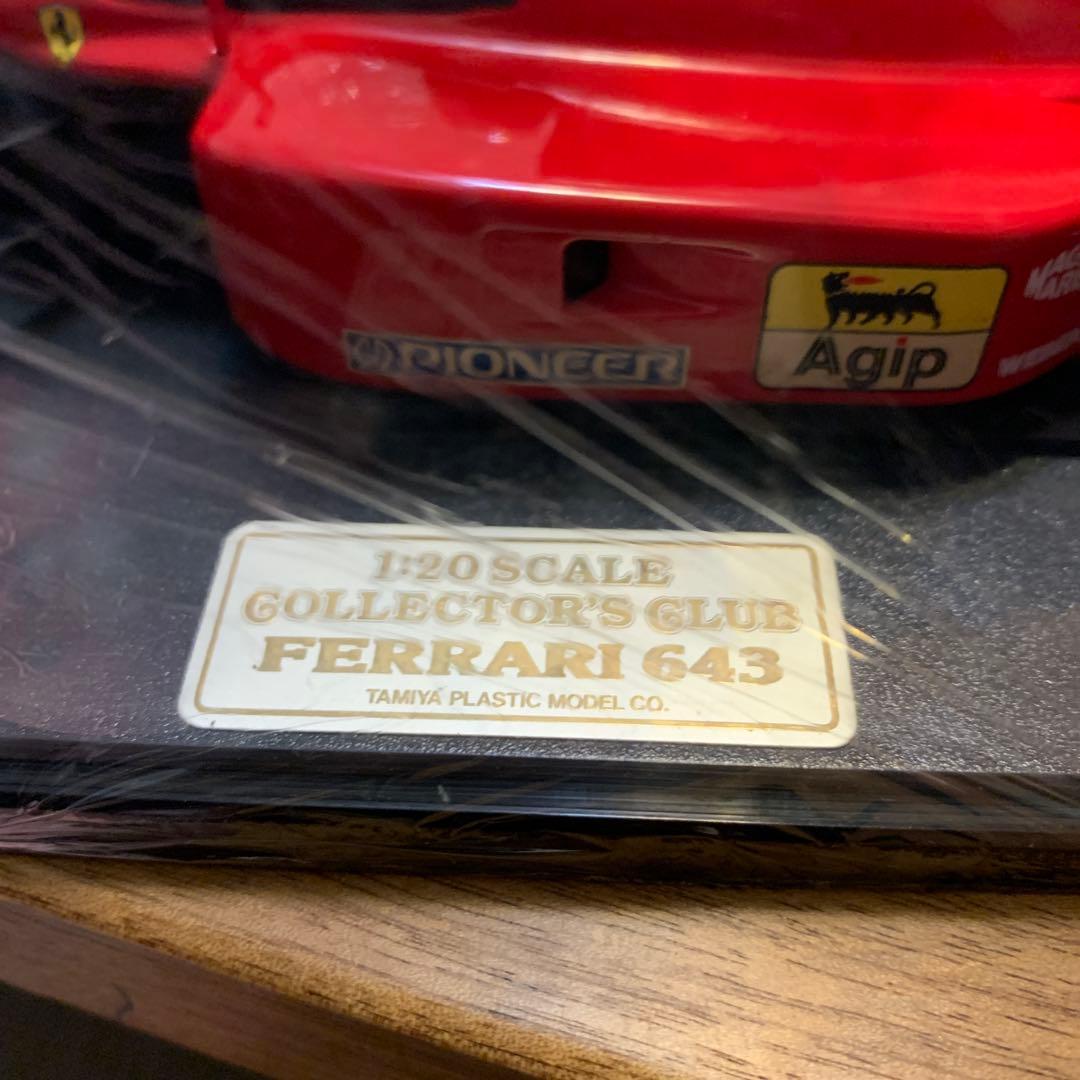 PIONEER
Agip
1:20 SCALE
COLLECTOR'S CLUB
FERRARI 643
TAMIYA PLASTIC MODEL CO.